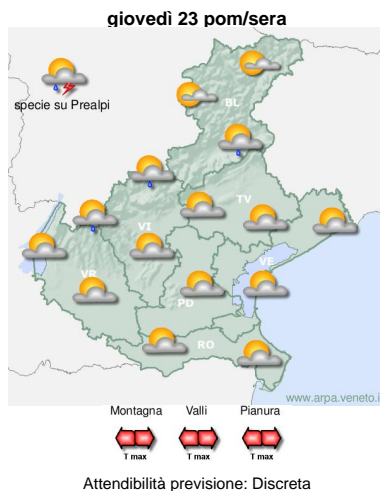 giovedì 23 pom/sera
specie su Prealpi
BL
TV
VI
VE
VR
PD
RO
www.arpa.veneto.i
Montagna Valli Pianura
T max T max T max
Attendibilità previsione: Discreta